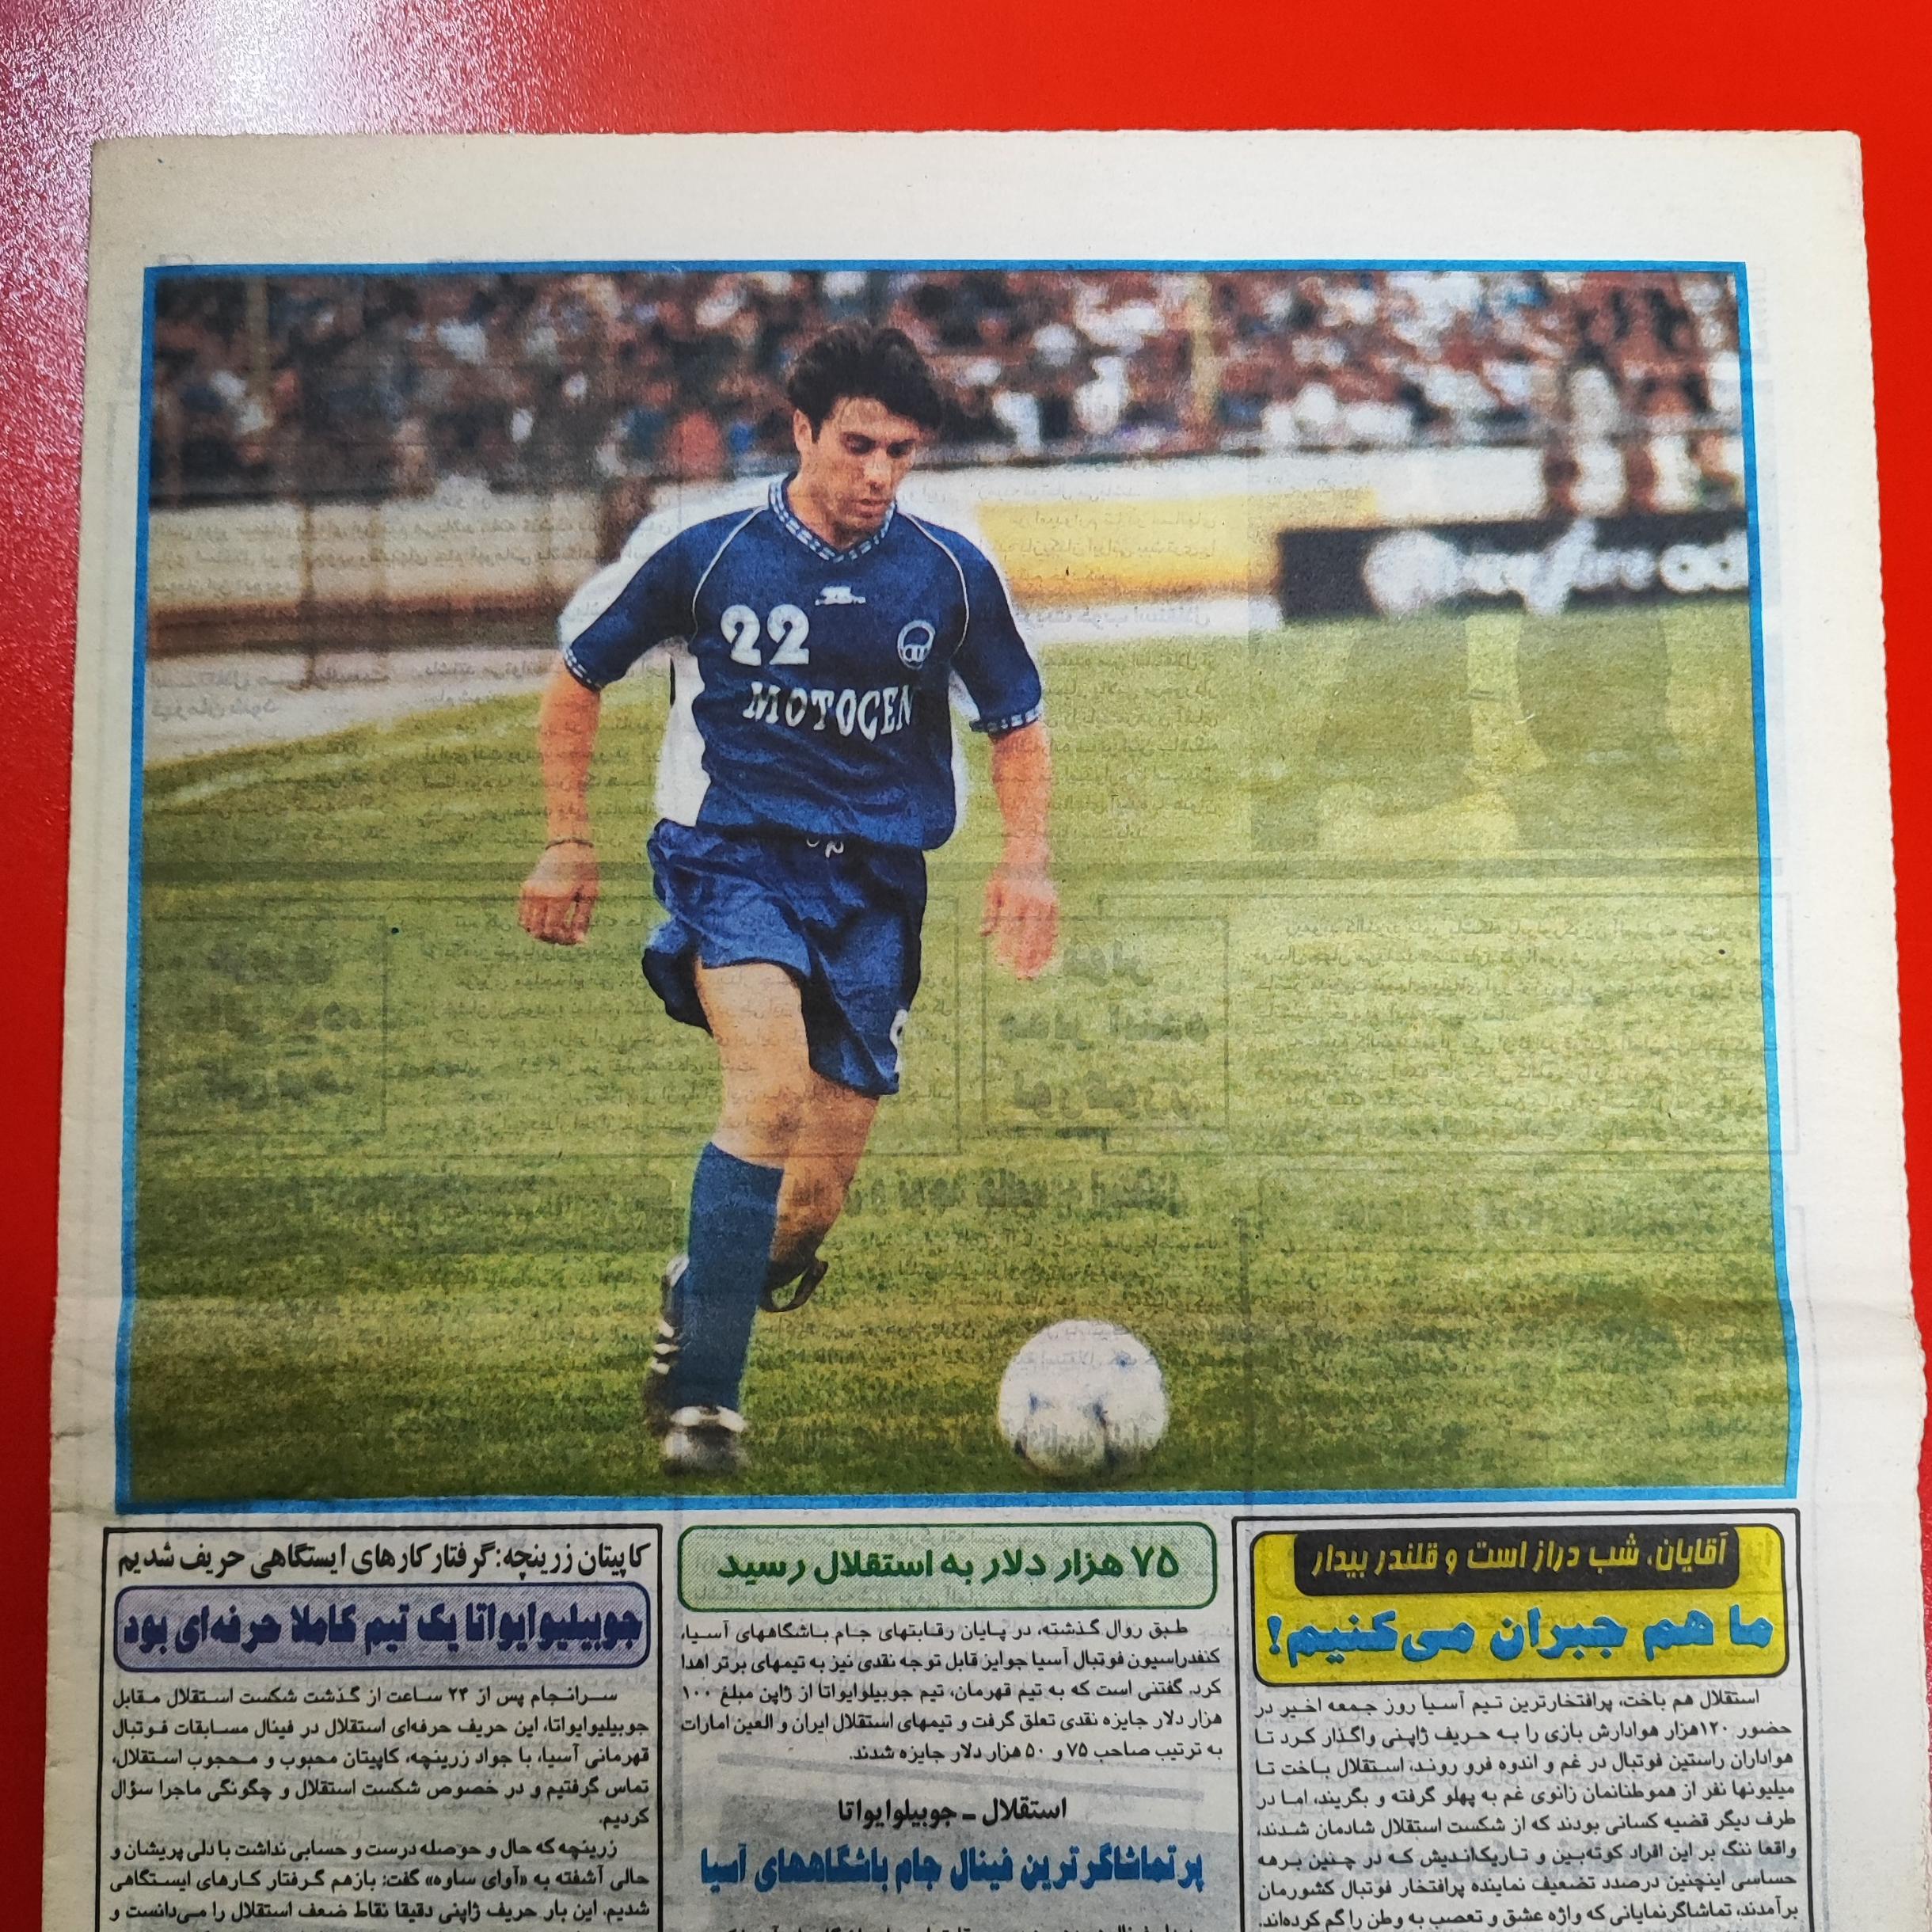 22
MOTOCEN
آقایان، شب دراز است و قلندر بیدار
ما هم جبران می‌کنیم!
استقلال هم باخت، پرافتخارترین تیم آسیا روز جمعه اخیر در
حضور ۱۲۰هزار هوادارش بازی را به حریف ژاپنی واگذار کرد تا
هواداران راستین فوتبال در غم و اندوه فرو روند، استقلال باخت تا
میلیونها نفر از هموطنانمان زانوی غم به پهلو گرفته و بگریند، اما در
طرف دیگر قضیه کسانی بودند که از شکست استقلال شادمان شدند،
واقعا ننگ بر این افراد کوته‌بین و تاریک‌اندیش که در چنین برهه
حساسی اینچنین درصدد تضعیف نماینده پرافتخار فوتبال کشورمان
برآمدند، تماشاگرنمایانی که واژه عشق و تعصب به وطن را گم کرده‌اند.
۷۵ هزار دلار به استقلال رسید
طبق روال گذشته، در پایان رقابتهای جام باشگاههای آسیا،
کنفدراسیون فوتبال آسیا جوایز قابل توجه نقدی نیز به تیمهای برتر اهدا
کرد. گفتنی است که به تیم قهرمان، تیم جوبیلوایواتا از ژاپن مبلغ ۱۰۰
هزار دلار جایزه نقدی تعلق گرفت و تیمهای استقلال ایران و العین امارات
به ترتیب صاحب ۷۵ و ۵۰ هزار دلار جایزه شدند.
استقلال ـ جوبیلوایواتا
پرتماشاگرترین فینال جام باشگاههای آسیا
کاپیتان زرینچه: گرفتار کارهای ایستگاهی حریف شدیم
جوبیلیوایواتا یک تیم کاملا حرفه‌ای بود
سرانجام پس از ۲۴ ساعت از گذشت شکست استقلال مقابل
جوبیلیوایواتا، این حریف حرفه‌ای استقلال در فینال مسابقات فوتبال
قهرمانی آسیا، با جواد زرینچه، کاپیتان محبوب و محجوب استقلال،
تماس گرفتیم و در خصوص شکست استقلال و چگونگی ماجرا سؤال
کردیم.
زرینچه که حال و حوصله درست و حسابی نداشت با دلی پریشان و
حالی آشفته به «آوای ساوه» گفت: بازهم گرفتار کارهای ایستگاهی
شدیم. این بار حریف ژاپنی دقیقا نقاط ضعف استقلال را می‌دانست و